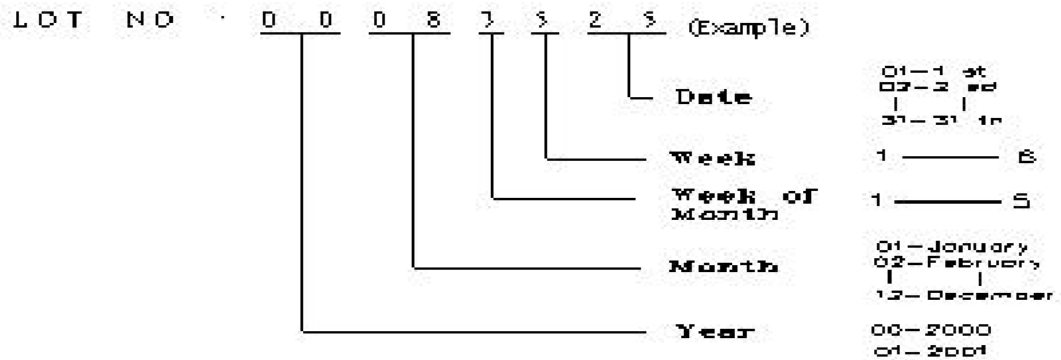 LOT NO . 0 0 0 8 3 5 2 5 (Example)
01-1 st
Date 02-2 ed
31-31 th
Week 1 6
Week of Month 1 5
01-January
Month 02-February
12-December
Year 00-2000
01-2001